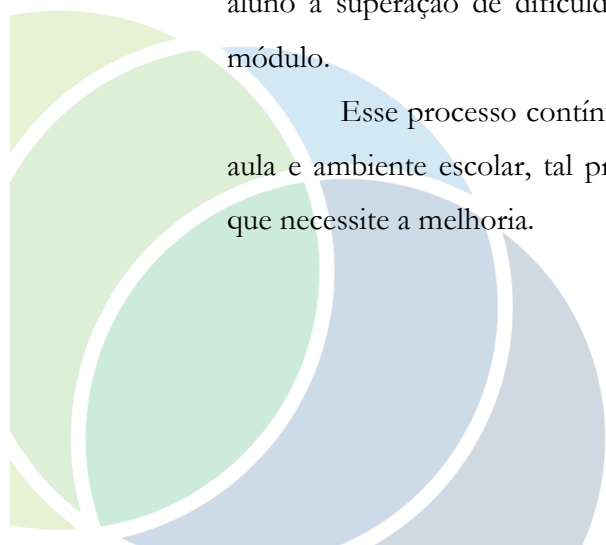 aluno a superação de
módulo.
Esse processo
aula e ambiente escolar, tal
que necessite a melhoria.